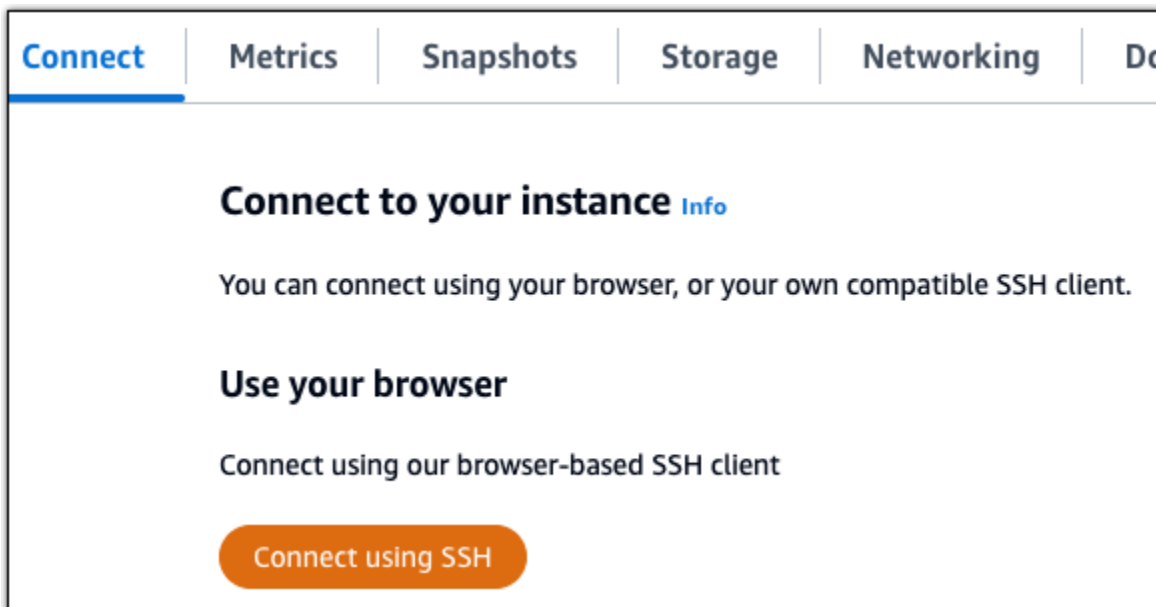 Connect Metrics Snapshots Storage Networking
Connect to your instance Info
You can connect using your browser, or your own compatible SSH client.
Use your browser
Connect using our browser-based SSH client
Connect using SSH